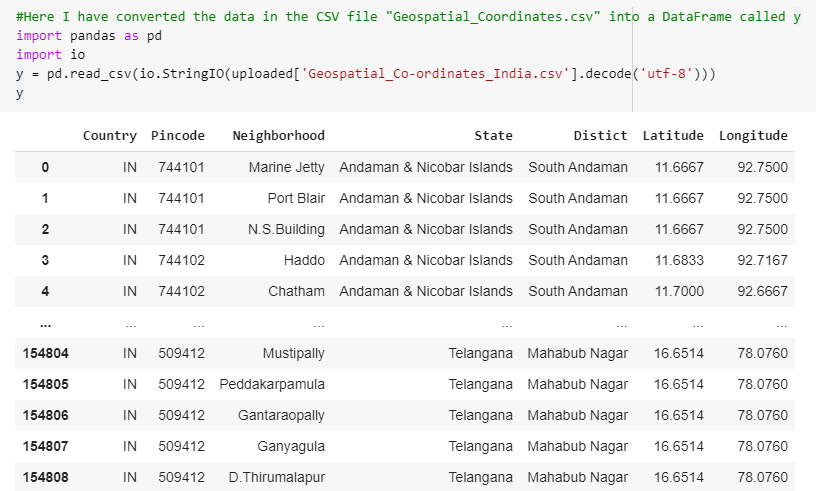 #Here I have converted the data in the CSV file "Geospatial_Coordinates.csv" into a DataFrame called y
import pandas as pd
import io
y = pd.read_csv(io.StringIO(uploaded['Geospatial_Co-ordinates_India.csv'].decode('utf-8')))
y
Country Pincode Neighborhood State Distict Latitude Longitude
0 IN 744101 Marine Jetty Andaman & Nicobar Islands South Andaman 11.6667 92.7500
1 IN 744101 Port Blair Andaman & Nicobar Islands South Andaman 11.6667 92.7500
2 IN 744101 N.S.Building Andaman & Nicobar Islands South Andaman 11.6667 92.7500
3 IN 744102 Haddo Andaman & Nicobar Islands South Andaman 11.6833 92.7167
4 IN 744102 Chatham Andaman & Nicobar Islands South Andaman 11.7000 92.6667
... ... ... ... ... ... ... ...
154804 IN 509412 Mustipally Telangana Mahabub Nagar 16.6514 78.0760
154805 IN 509412 Peddakarpamula Telangana Mahabub Nagar 16.6514 78.0760
154806 IN 509412 Gantaraopally Telangana Mahabub Nagar 16.6514 78.0760
154807 IN 509412 Ganyagula Telangana Mahabub Nagar 16.6514 78.0760
154808 IN 509412 D.Thirumalapur Telangana Mahabub Nagar 16.6514 78.0760